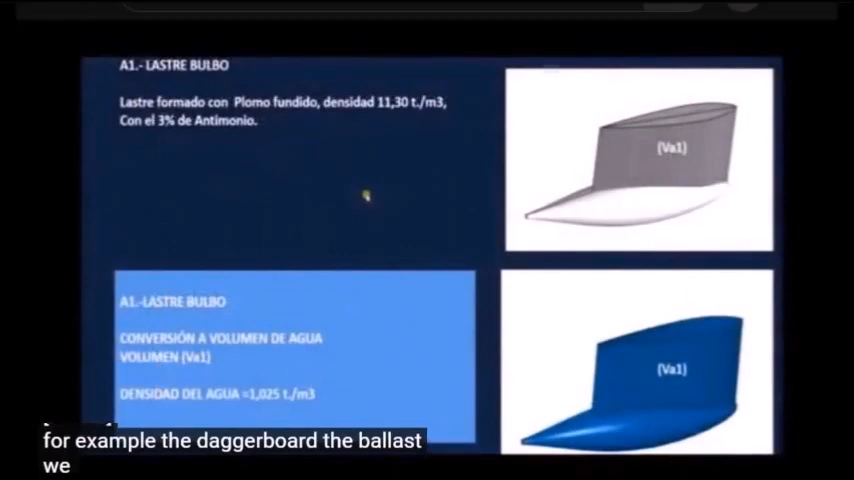 A1.- LASTRE BULBO
Lastre formado con Plomo fundido, densidad 11,30 t./m3,
Con el 3% de Antimonio.
(Va1)
A1.-LASTRE BULBO
CONVERSIÓN A VOLUMEN DE AGUA
VOLUMEN (Va1)
DENSIDAD DEL AGUA =1,025 t./m3
(Va1)
for example the daggerboard the ballast
we